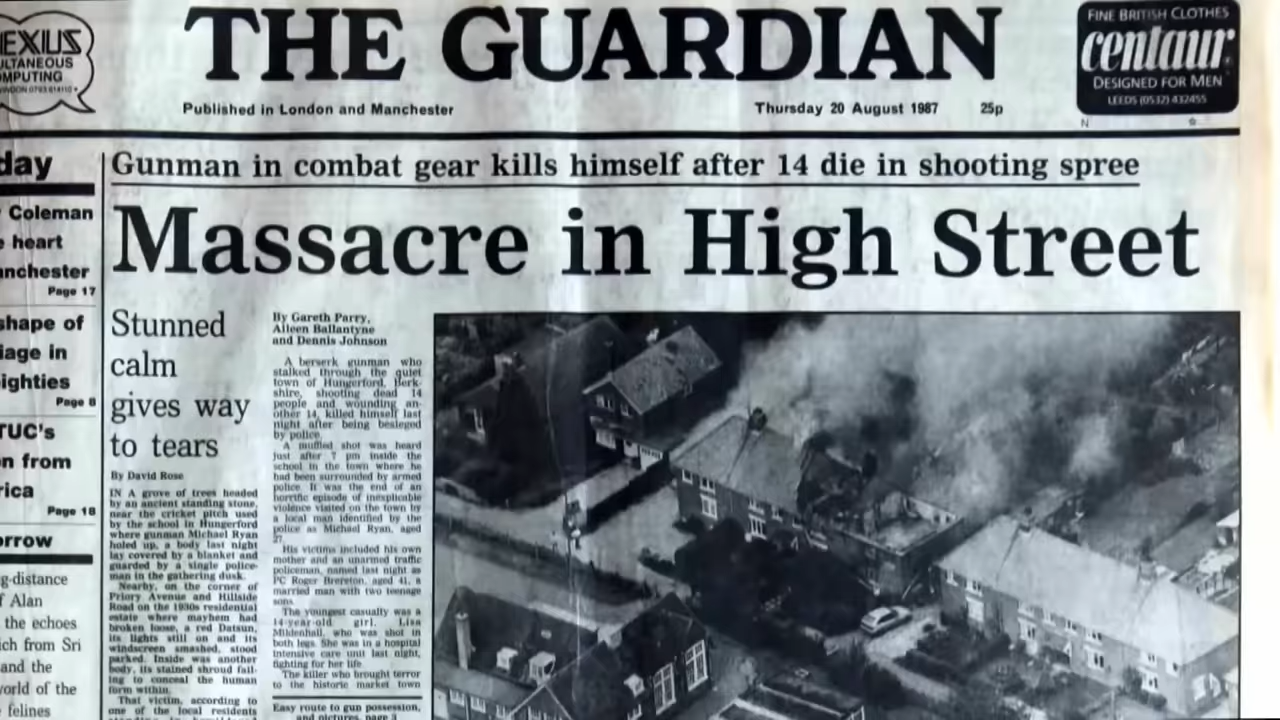 EXUS
ULTANEOUS
OMPUTING
THE GUARDIAN
Published in London and Manchester
Thursday 20 August 1987
25p
FINE BRITISH CLOTHES
centaur
DESIGNED FOR MEN
LEEDS (0532) 432455
N
day
Coleman
e heart
anchester
Page 17
shape of
iage in
ighties
Page 8
TUC's
n from
rica
Page 18
orrow
g-distance
f Alan
the echoes
ich from Sri
and the
world of the
felines
Gunman in combat gear kills himself after 14 die in shooting spree
Massacre in High Street
Stunned
calm
gives way
to tears
By David Rose
IN A grove of trees headed
by an ancient standing stone,
near the cricket pitch used
by the school in Hungerford
where gunman Michael Ryan
holed up, a body last night
lay covered by a blanket and
guarded by a single police-
man in the gathering dusk.
Nearby, on the corner of
Priory Avenue and Hillside
Road on the 1930s residential
estate where mayhem had
broken loose, a red Datsun,
its lights still on and its
windscreen smashed, stood
parked. Inside was another
body, its stained shroud fail-
ing to conceal the human
form within.
That victim, according to
one of the local residents
By Gareth Parry,
Aileen Ballantyne
and Dennis Johnson
A berserk gunman who
stalked through the quiet
town of Hungerford, Berk-
shire, shooting dead 14
people and wounding an-
other 14, killed himself last
night after being besieged
by police.
A muffled shot was heard
just after 7 pm inside the
school in the town where he
had been surrounded by armed
police. It was the end of an
horrific episode of inexplicable
violence visited on the town by
a local man identified by the
police as Michael Ryan, aged
27.
His victims included his own
mother and an unarmed traffic
policeman, named last night as
PC Roger Brereton, aged 41, a
married man with two teenage
sons.
The youngest casualty was a
14-year-old girl, Lisa
Mildenhall, who was shot in
both legs. She was in a hospital
intensive care unit last night,
fighting for her life.
The killer who brought terror
to the historic market town
Easy route to gun possession,
and pictures, page 3